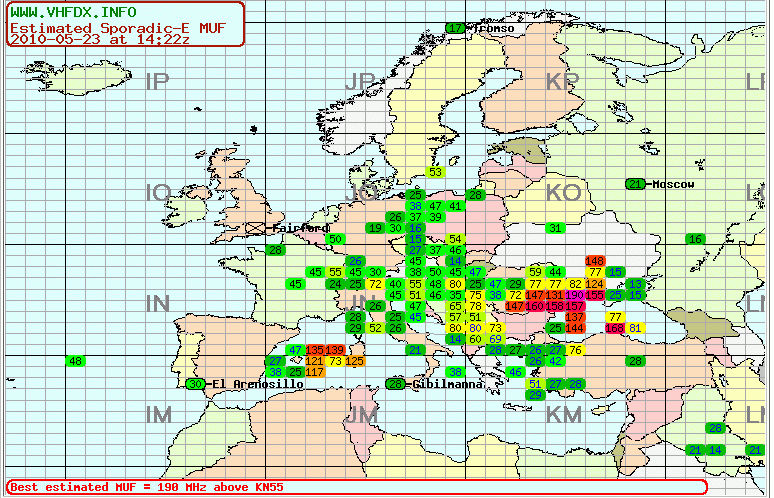 WWW.VHFDX.INFO
Estimated Sporadic-E MUF
2010-05-23 at 14:22z
17 Tromso
IP JP KP LP
53
21 -Moscow
IO JO KO LO
25 28
38 47 41
26 37 39
-Fairford 19 30 16 31
50 15 54 16
28 27 37 46
26 45 14 148
45 55 45 30 38 50 45 47 59 44 77 15
45 24 25 72 40 55 48 80 25 47 29 77 77 82 124 13
45 51 46 35 75 38 72 147 131 190 155 25 15
IN JN KN LN
26 47 65 78 147 160 158 157
28 25 45 57 51 137 77
29 52 26 80 80 73 25 144 168 81
14 60 69
47 135 139 21 28 27 26 27 76
48 27 121 73 125 26 42 28
38 25 117 38 46
30 -El Arenosillo 28 -Gibilmanna 51 27 28
29
IM JM KM LM
28
21 14 21
Best estimated MUF = 190 MHz above KN55